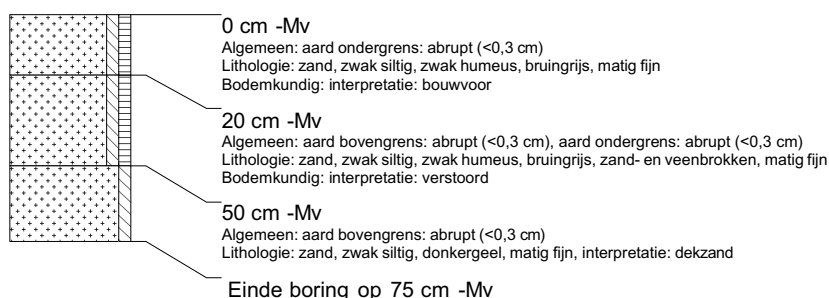 0 cm -Mv
Algemeen: aard ondergrens: abrupt (<0,3 cm)
Lithologie: zand, zwak siltig, zwak humeus, bruingrijs, matig fijn
Bodemkundig: interpretatie: bouwvoor
20 cm -Mv
Algemeen: aard bovengrens: abrupt (<0,3 cm), aard ondergrens: abrupt (<0,3 cm)
Lithologie: zand, zwak siltig, zwak humeus, bruingrijs, zand- en veenbrokken, matig fijn
Bodemkundig: interpretatie: verstoord
50 cm -Mv
Algemeen: aard bovengrens: abrupt (<0,3 cm)
Lithologie: zand, zwak siltig, donkergeel, matig fijn, interpretatie: dekzand
Einde boring op 75 cm -Mv